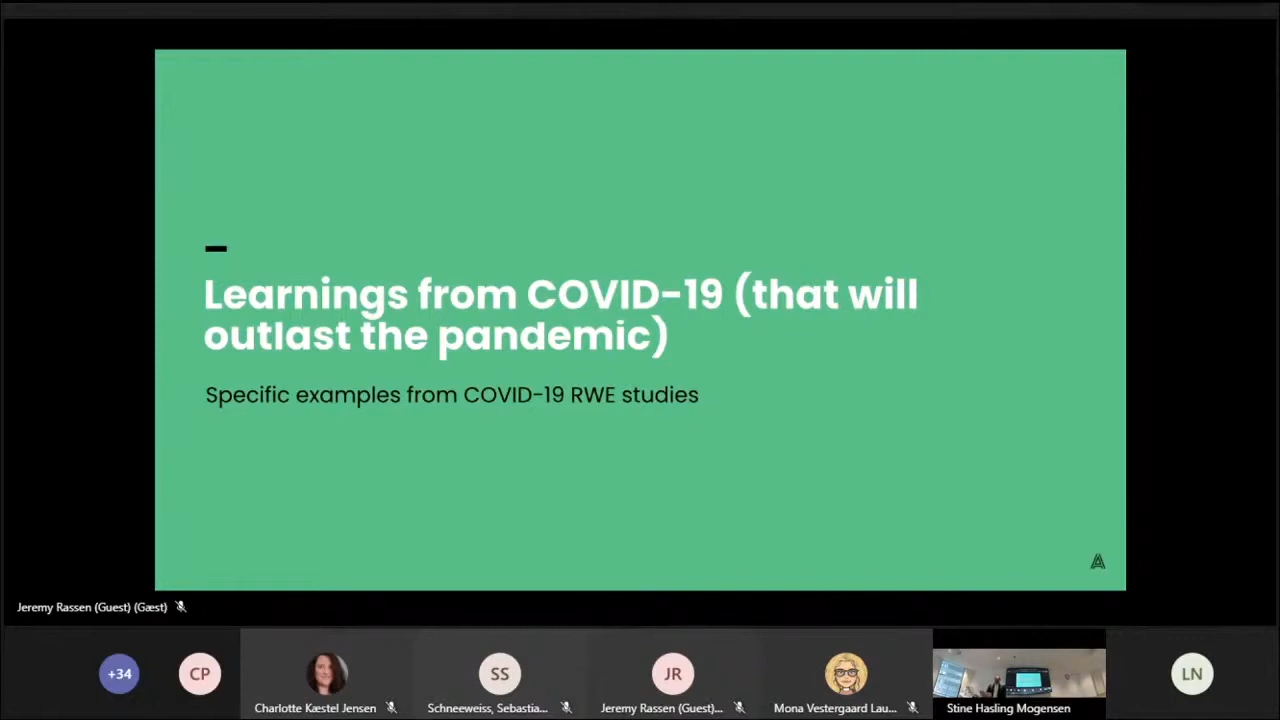 Learnings from COVID-19 (that will
outlast the pandemic)
Specific examples from COVID-19 RWE studies
Jeremy Rassen (Guest) (Gæst)
+34
CP
Charlotte Kæstel Jensen
SS
Schneeweiss, Sebastia...
JR
Jeremy Rassen (Guest)...
Mona Vestergaard Lau...
Stine Hasling Mogensen
LN